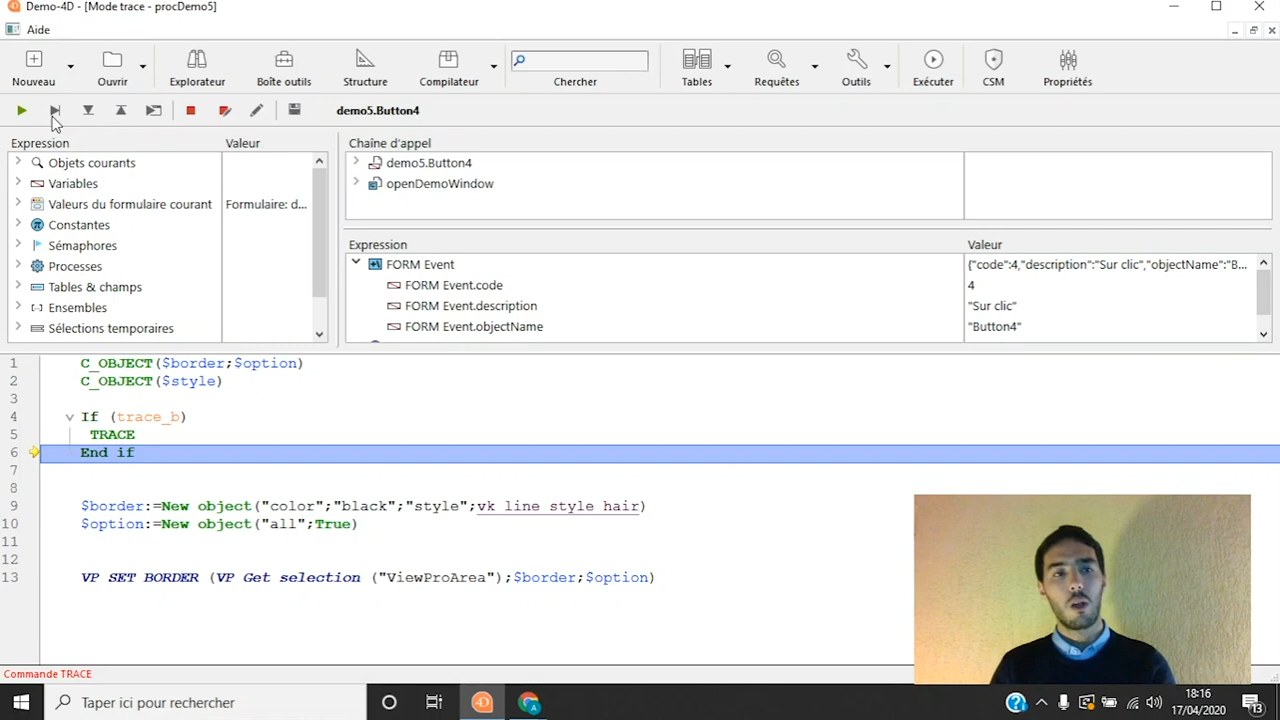 Demo-4D - [Mode trace - procDemo5]
Aide
Nouveau
Ouvrir
Explorateur
Boîte outils
Structure
Compilateur
Chercher
Tables
Requêtes
Outils
Exécuter
CSM
Propriétés
demo5.Button4
Expression
Valeur
Objets courants
Variables
Valeurs du formulaire courant
Formulaire: d...
Constantes
Sémaphores
Processes
Tables & champs
Ensembles
Sélections temporaires
Chaîne d'appel
demo5.Button4
openDemoWindow
Expression
Valeur
FORM Event
{"code":4,"description":"Sur clic","objectName":"B...
FORM Event.code
4
FORM Event.description
"Sur clic"
FORM Event.objectName
"Button4"
1 C_OBJECT($border;$option)
2 C_OBJECT($style)
3
4 If (trace_b)
5 TRACE
6 End if
7
8
9 $border:=New object("color";"black";"style";vk line style hair)
10 $option:=New object("all";True)
11
12
13 VP SET BORDER (VP Get selection ("ViewProArea");$border;$option)
Commande TRACE
Taper ici pour rechercher
4D
18:16
17/04/2020
13